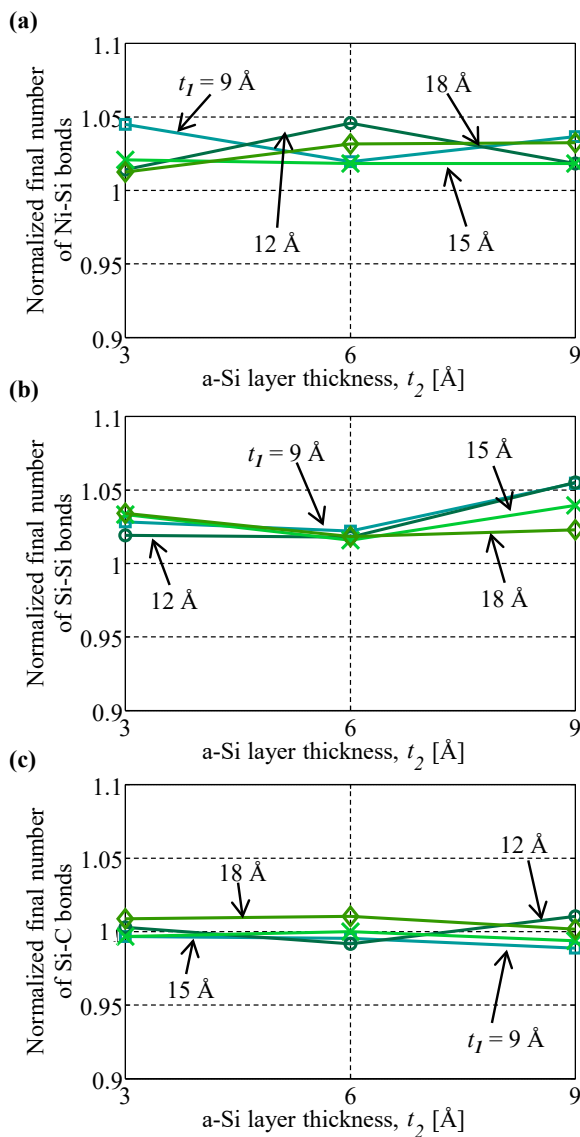 (a)
Normalized final number
of Ni-Si bonds
1.1
1.05
1
0.95
0.9
t1 = 9 Å
18 Å
12 Å
15 Å
3
6
9
a-Si layer thickness, t2 [Å]
(b)
Normalized final number
of Si-Si bonds
1.1
1.05
1
0.95
0.9
t1 = 9 Å
15 Å
12 Å
18 Å
3
6
9
a-Si layer thickness, t2 [Å]
(c)
Normalized final number
of Si-C bonds
1.1
1.05
1
0.95
0.9
12 Å
18 Å
15 Å
t1 = 9 Å
3
6
9
a-Si layer thickness, t2 [Å]